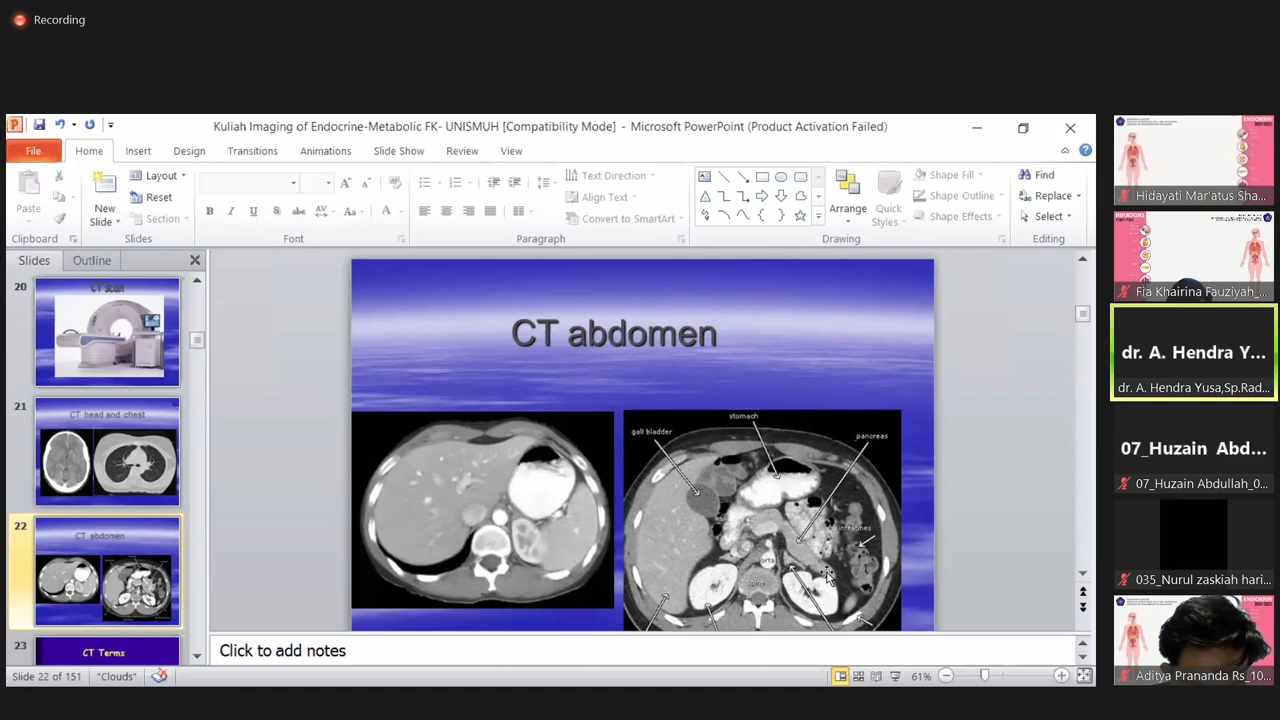 Recording
Kuliah Imaging of Endocrine-Metabolic FK- UNISMUH [Compatibility Mode] - Microsoft PowerPoint (Product Activation Failed)
File Home Insert Design Transitions Animations Slide Show Review View
Paste
New Slide
Layout
Reset
Section
Text Direction
Align Text
Convert to SmartArt
Arrange
Quick Styles
Shape Fill
Shape Outline
Shape Effects
Find
Replace
Select
Clipboard Slides Font Paragraph Drawing Editing
Slides Outline
20
CT scan
21
CT head and chest
22
CT abdomen
23
CT Terms
CT abdomen
stomach
gall bladder
pancreas
intestines
aorta
spine
Click to add notes
Slide 22 of 151 "Clouds" 61%
Hidayati Mar'atus Sha...
Fia Khairina Fauziyah_...
dr. A. Hendra Y...
dr. A. Hendra Yusa,Sp.Rad...
07_Huzain Abd...
07_Huzain Abdullah_0...
035_Nurul zaskiah hari...
Aditya Prananda Rs_10...